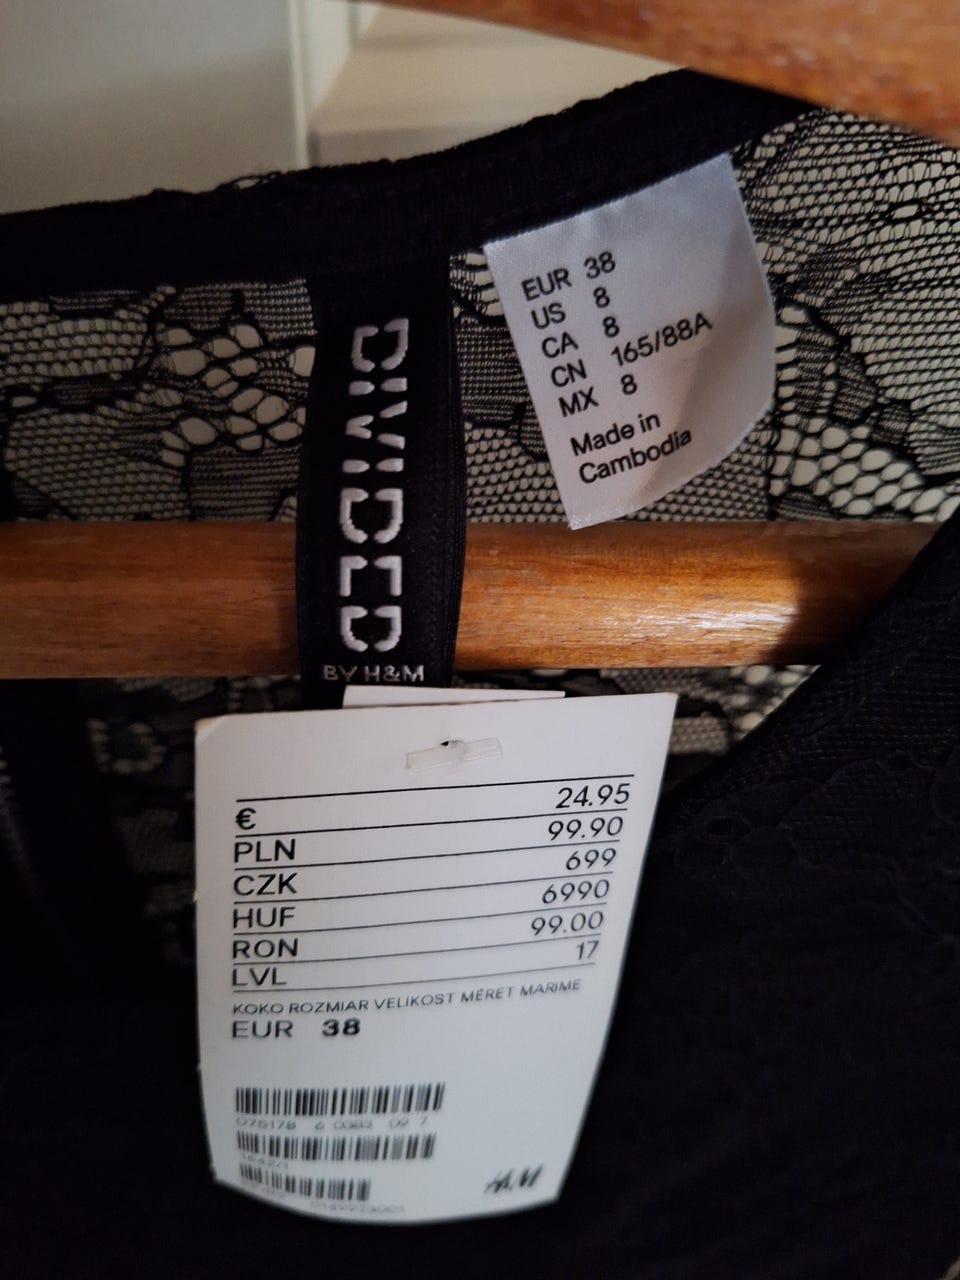 EUR 38
US 8
CA 8
CN 165/88A
MX 8
Made in
Cambodia
DIVIDED
BY H&M
€ 24.95
PLN 99.90
CZK 699
HUF 6990
RON 99.00
LVL 17
KOKO ROZMIAR VELIKOST MÉRET MARIME
EUR 38
H&M